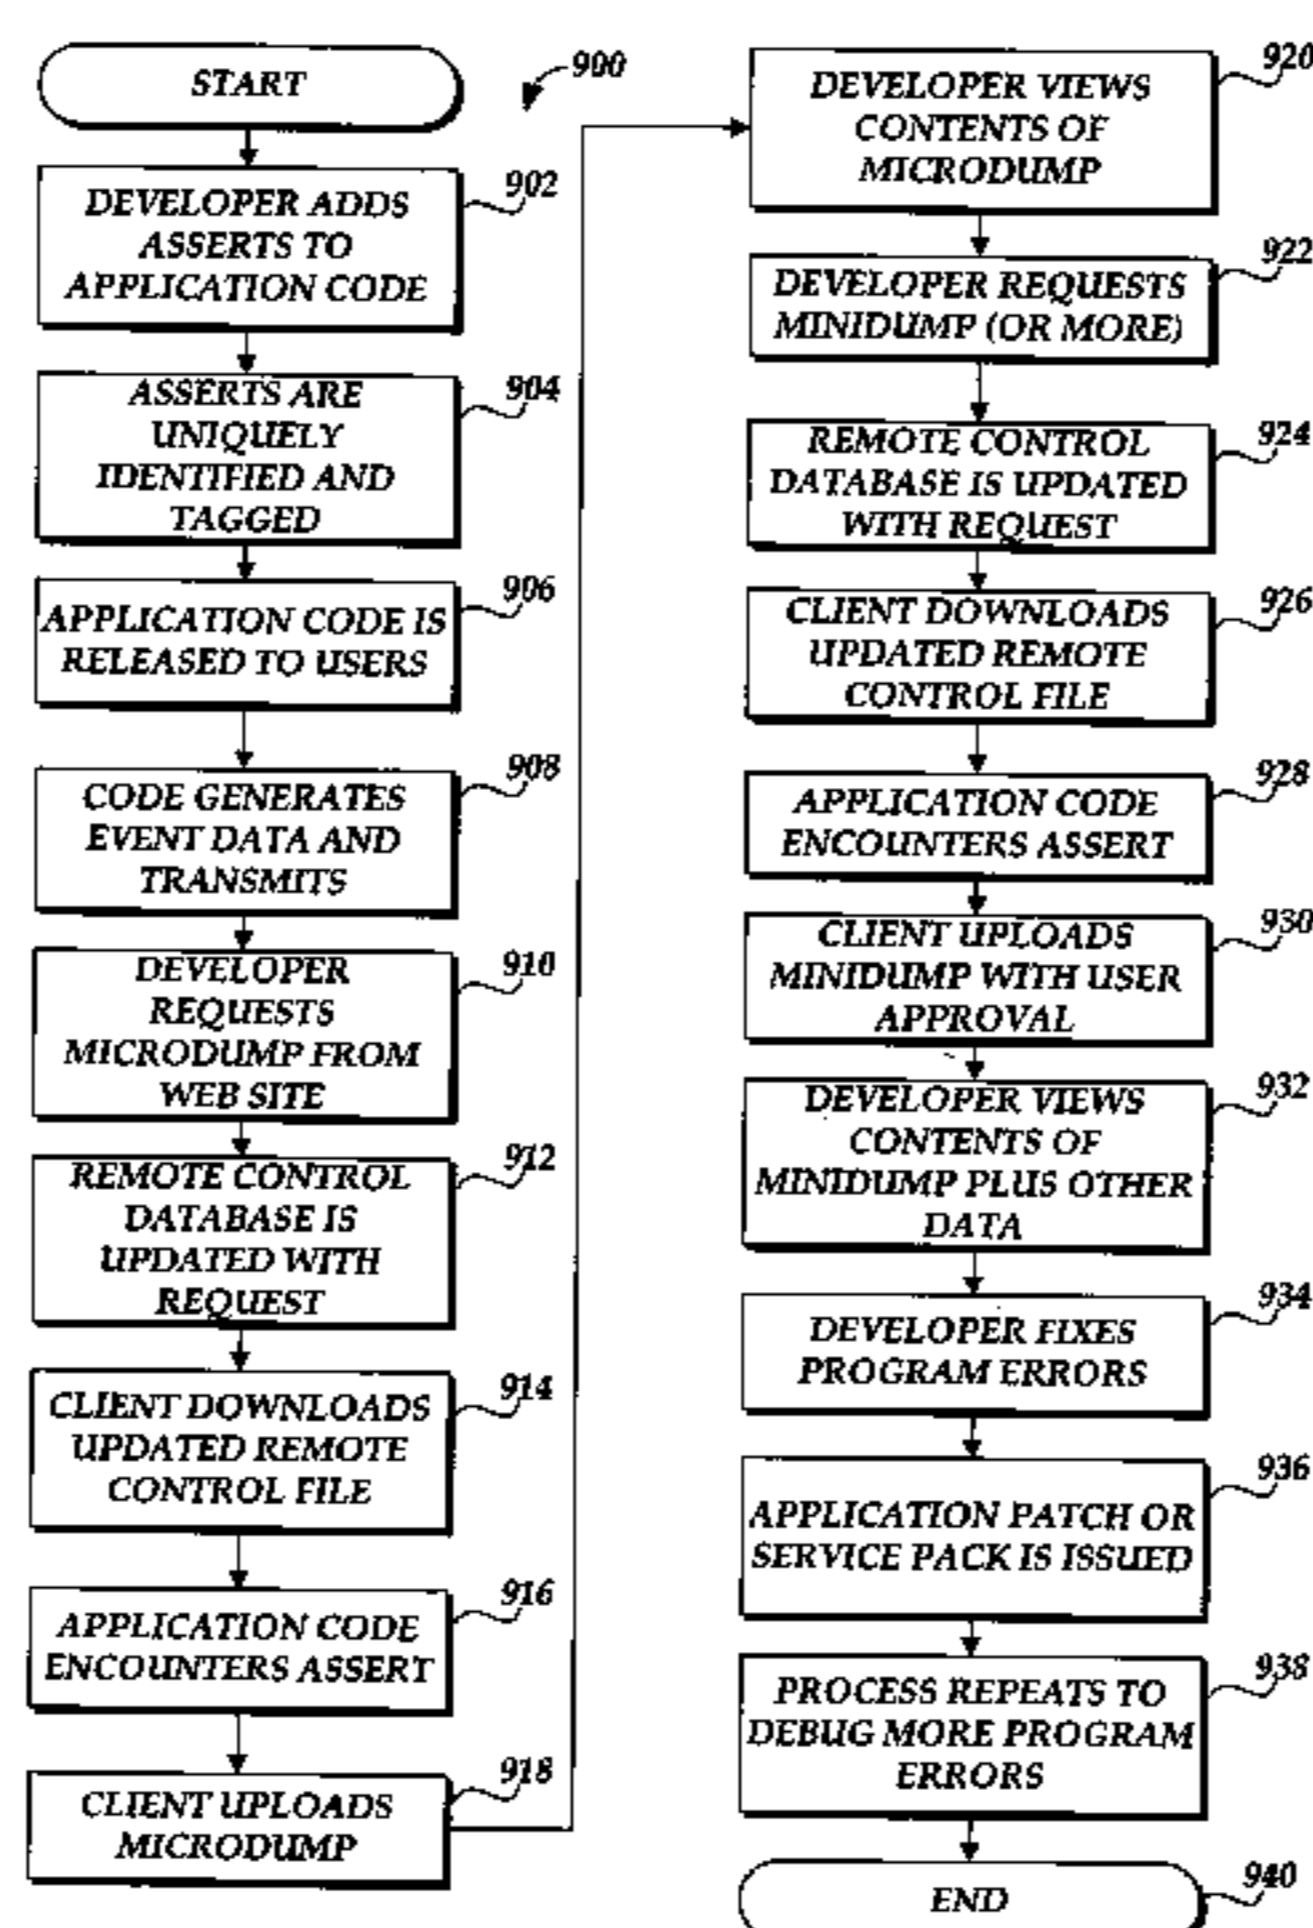 START
900
DEVELOPER ADDS
ASSERTS TO
APPLICATION CODE
902
ASSERTS ARE
UNIQUELY
IDENTIFIED AND
TAGGED
904
APPLICATION CODE IS
RELEASED TO USERS
906
CODE GENERATES
EVENT DATA AND
TRANSMITS
908
DEVELOPER
REQUESTS
MICRODUMP FROM
WEB SITE
910
REMOTE CONTROL
DATABASE IS
UPDATED WITH
REQUEST
912
CLIENT DOWNLOADS
UPDATED REMOTE
CONTROL FILE
914
APPLICATION CODE
ENCOUNTERS ASSERT
916
CLIENT UPLOADS
MICRODUMP
918
DEVELOPER VIEWS
CONTENTS OF
MICRODUMP
920
DEVELOPER REQUESTS
MINIDUMP (OR MORE)
922
REMOTE CONTROL
DATABASE IS UPDATED
WITH REQUEST
924
CLIENT DOWNLOADS
UPDATED REMOTE
CONTROL FILE
926
APPLICATION CODE
ENCOUNTERS ASSERT
928
CLIENT UPLOADS
MINIDUMP WITH USER
APPROVAL
930
DEVELOPER VIEWS
CONTENTS OF
MINIDUMP PLUS OTHER
DATA
932
DEVELOPER FIXES
PROGRAM ERRORS
934
APPLICATION PATCH OR
SERVICE PACK IS ISSUED
936
PROCESS REPEATS TO
DEBUG MORE PROGRAM
ERRORS
938
END
940